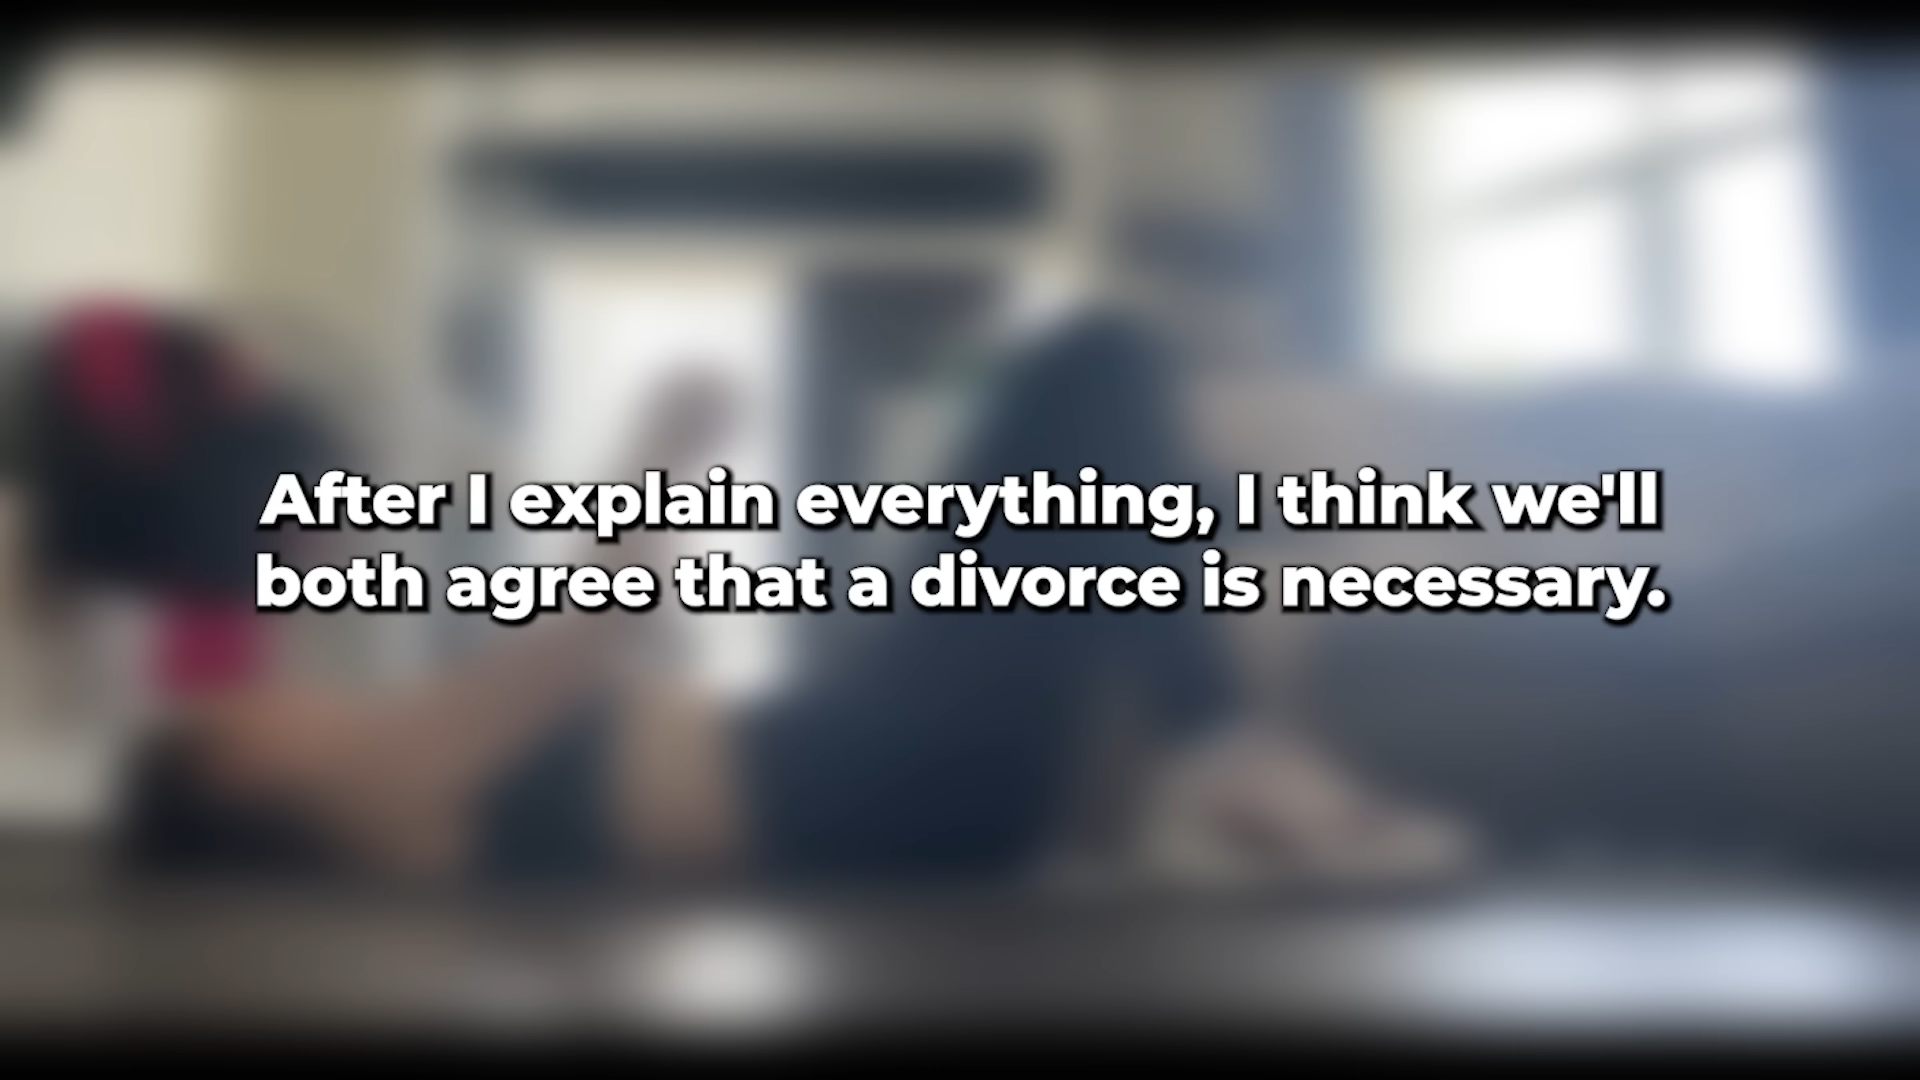 After I explain everything, I think we'll
both agree that a divorce is necessary.